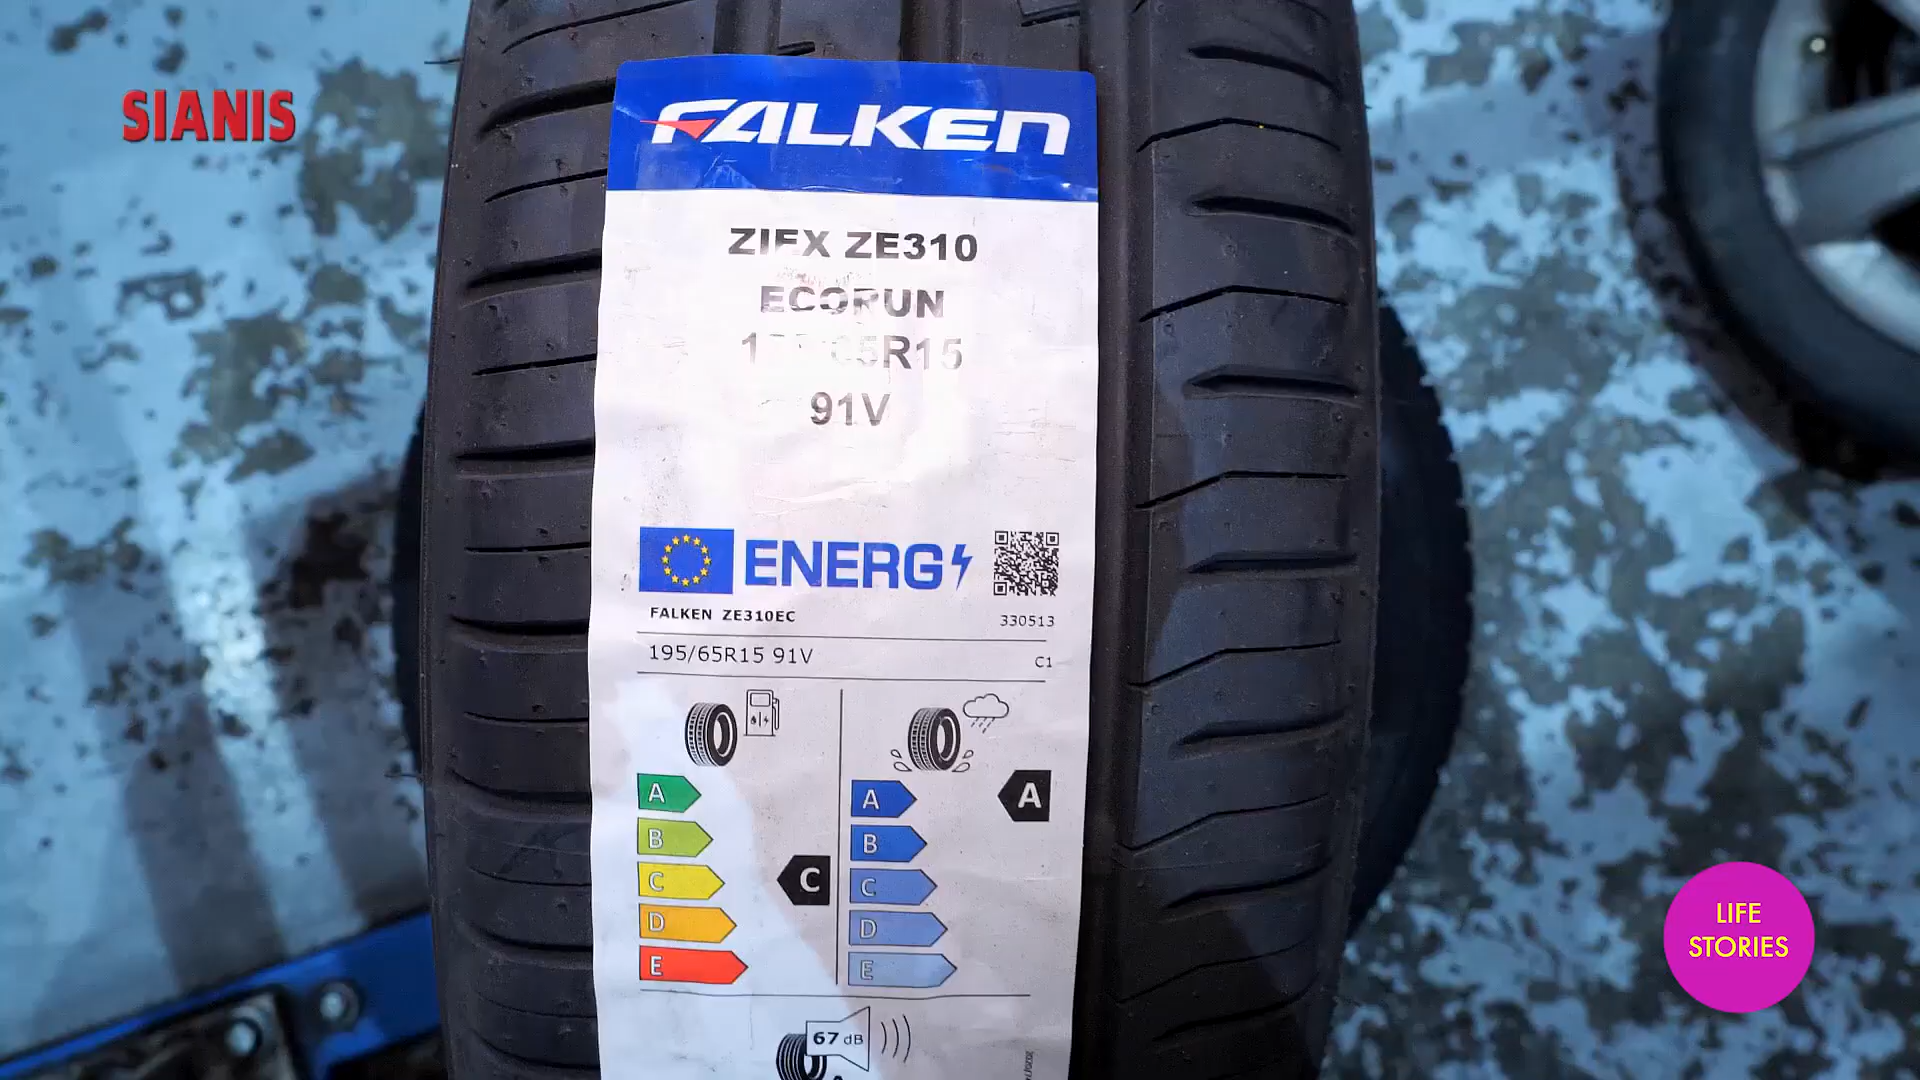 SIANIS
FALKEN
ZIEX ZE310
ECORUN
91V
ENERG
FALKEN ZE310EC
330513
195/65R15 91V
C1
A
B
C
D
E
C
A
B
C
D
E
A
67 dB
LIFE
STORIES